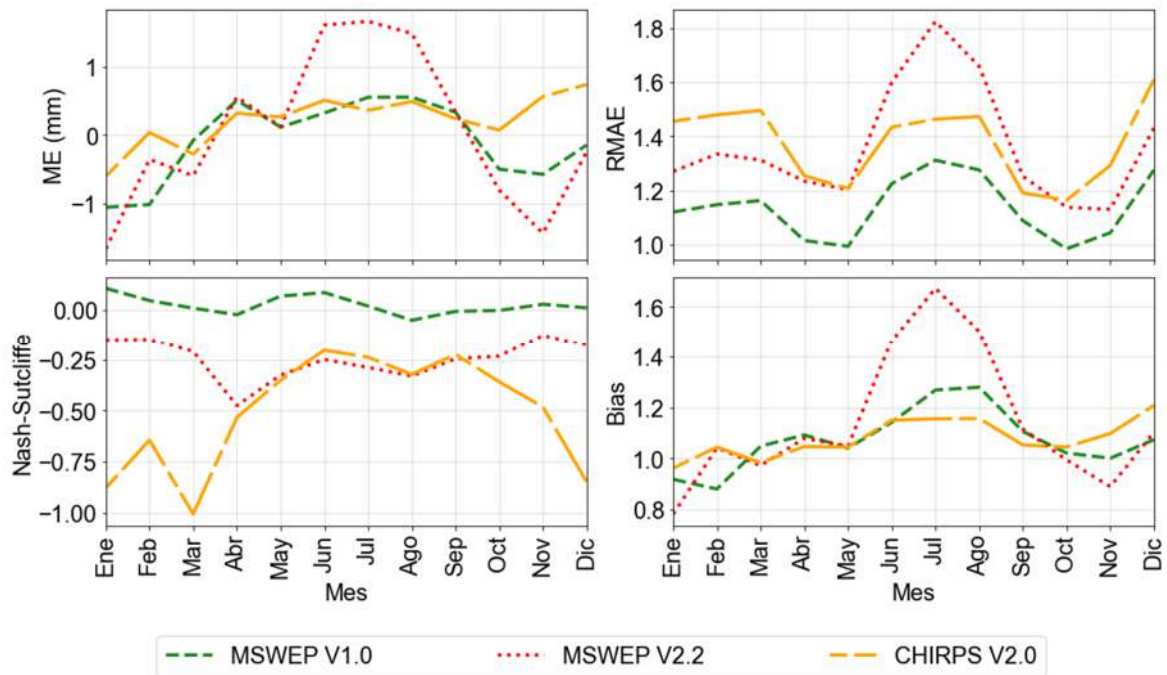 ME (mm)
1
0
−1
RMAE
1.8
1.6
1.4
1.2
1.0
Nash-Sutcliffe
0.00
−0.25
−0.50
−0.75
−1.00
Ene Feb Mar Abr May Jun Jul Ago Sep Oct Nov Dic
Mes
Bias
1.6
1.4
1.2
1.0
0.8
Ene Feb Mar Abr May Jun Jul Ago Sep Oct Nov Dic
Mes
MSWEP V1.0 MSWEP V2.2 CHIRPS V2.0